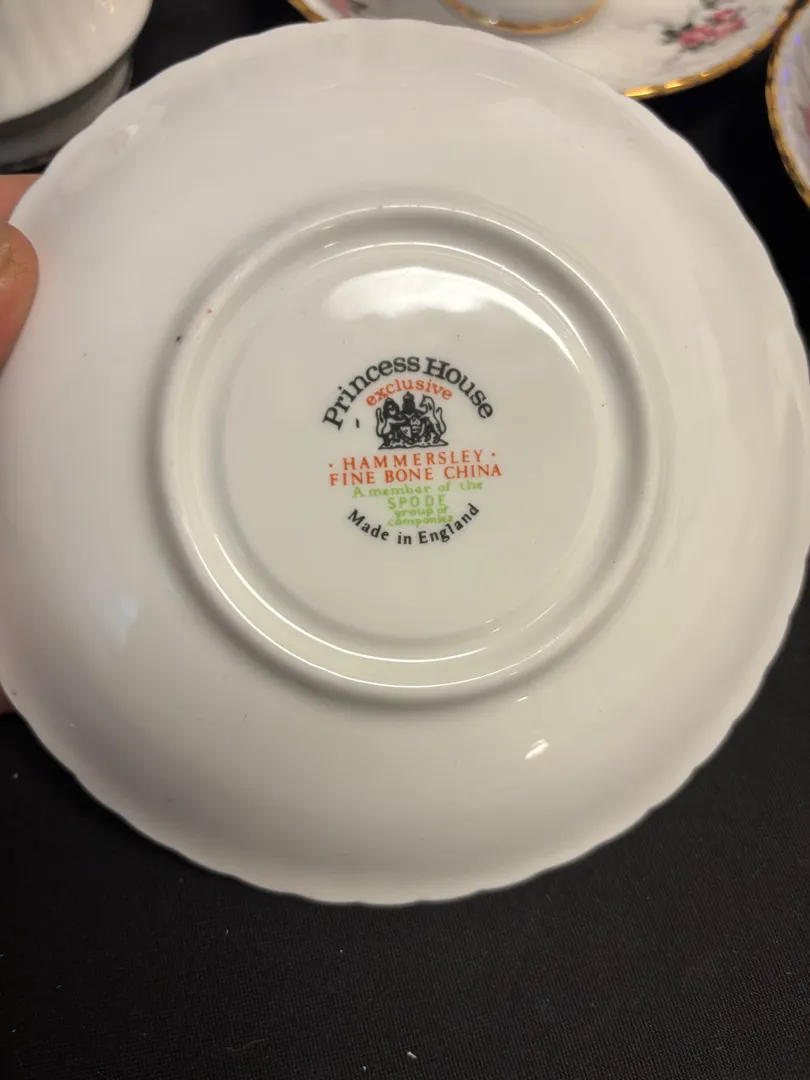 Princess House
exclusive
· HAMMERSLEY ·
FINE BONE CHINA
A member of the
SPODE
group of
companies
Made in England